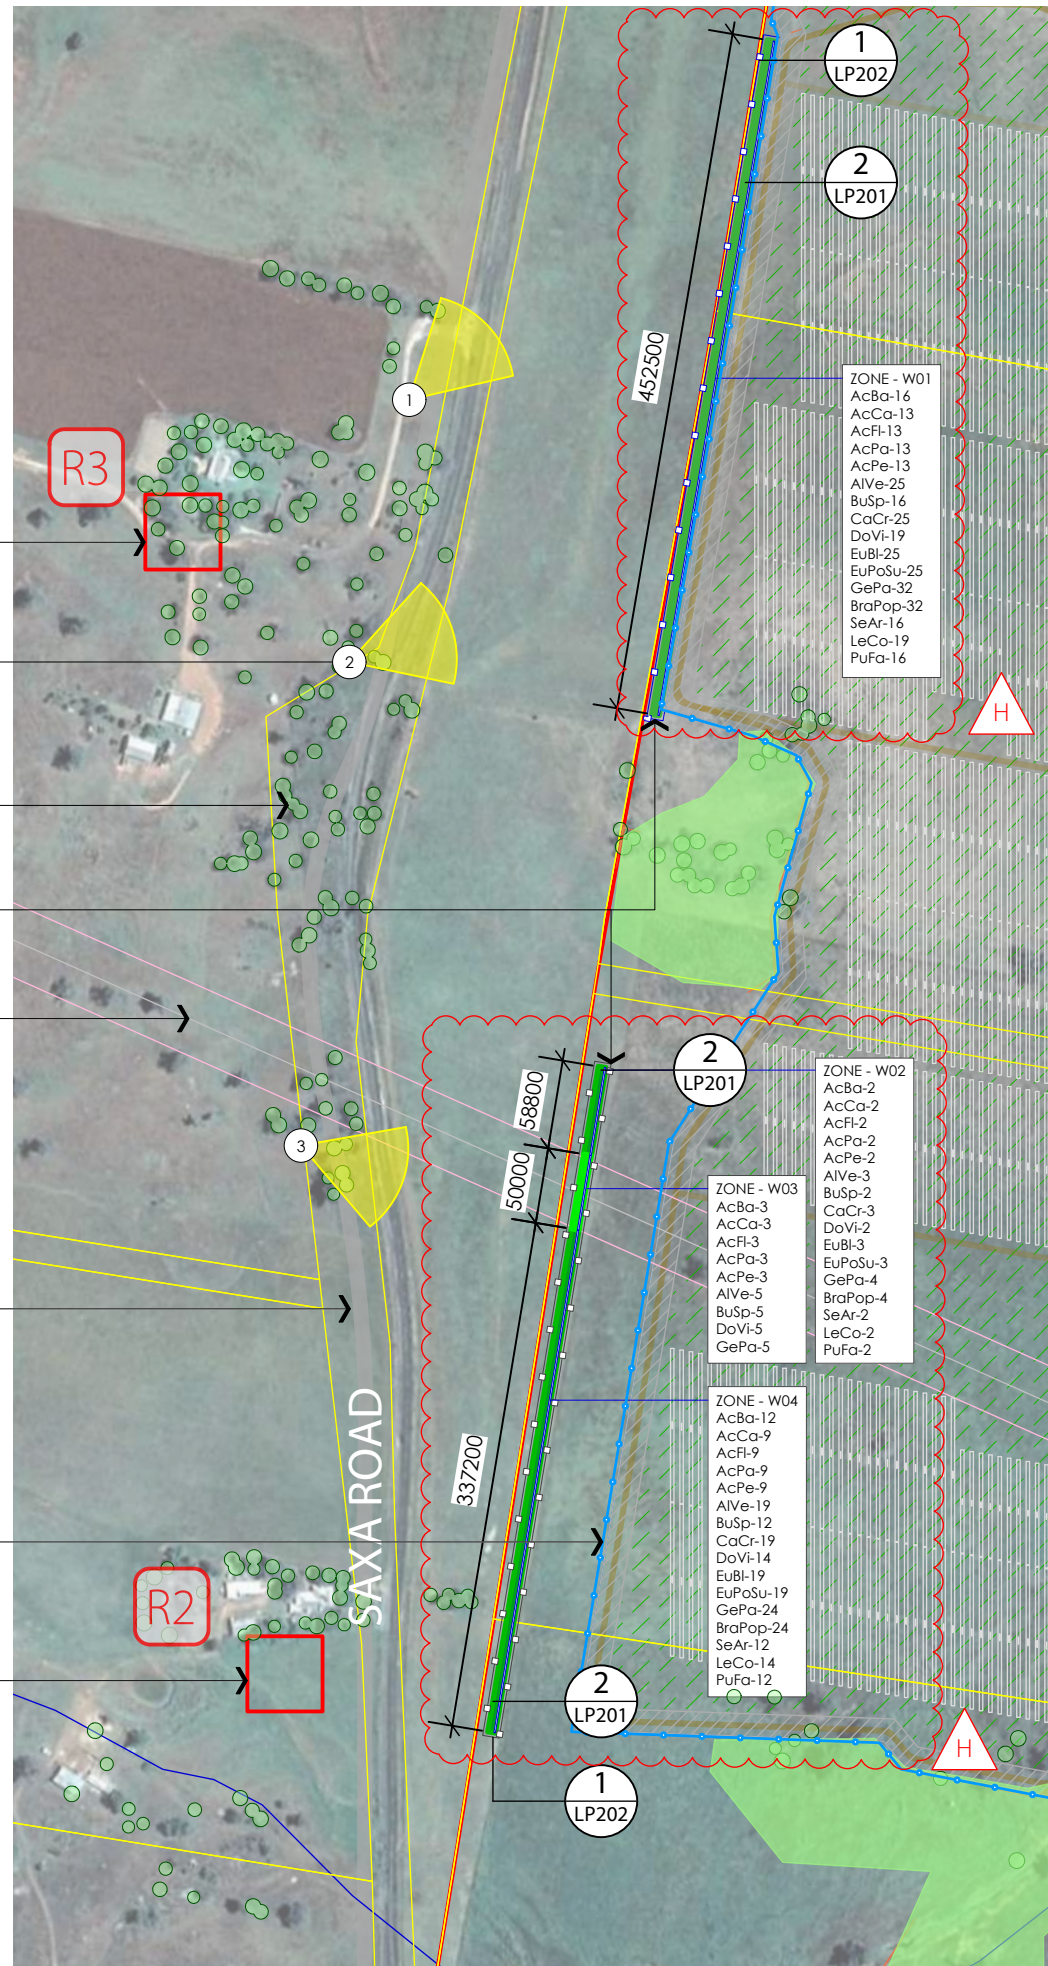 1
LP202
2
LP201
452500
ZONE - W01
AcBa-16
AcCa-13
AcFl-13
AcPa-13
AcPe-13
AlVe-25
BuSp-16
CaCr-25
DoVi-19
EuBl-25
EuPoSu-25
GePa-32
BraPop-32
SeAr-16
LeCo-19
PuFa-16
1
R3
2
H
2
LP201
58800
50000
ZONE - W02
AcBa-2
AcCa-2
AcFl-2
AcPa-2
AcPe-2
AlVe-3
BuSp-2
CaCr-3
DoVi-2
EuBl-3
EuPoSu-3
GePa-4
BraPop-4
SeAr-2
LeCo-2
PuFa-2
3
ZONE - W03
AcBa-3
AcCa-3
AcFl-3
AcPa-3
AcPe-3
AlVe-5
BuSp-5
DoVi-5
GePa-5
ZONE - W04
AcBa-12
AcCa-9
AcFl-9
AcPa-9
AcPe-9
AlVe-19
BuSp-12
CaCr-19
DoVi-14
EuBl-19
EuPoSu-19
GePa-24
BraPop-24
SeAr-12
LeCo-14
PuFa-12
337200
SAXA ROAD
R2
2
LP201
H
1
LP202